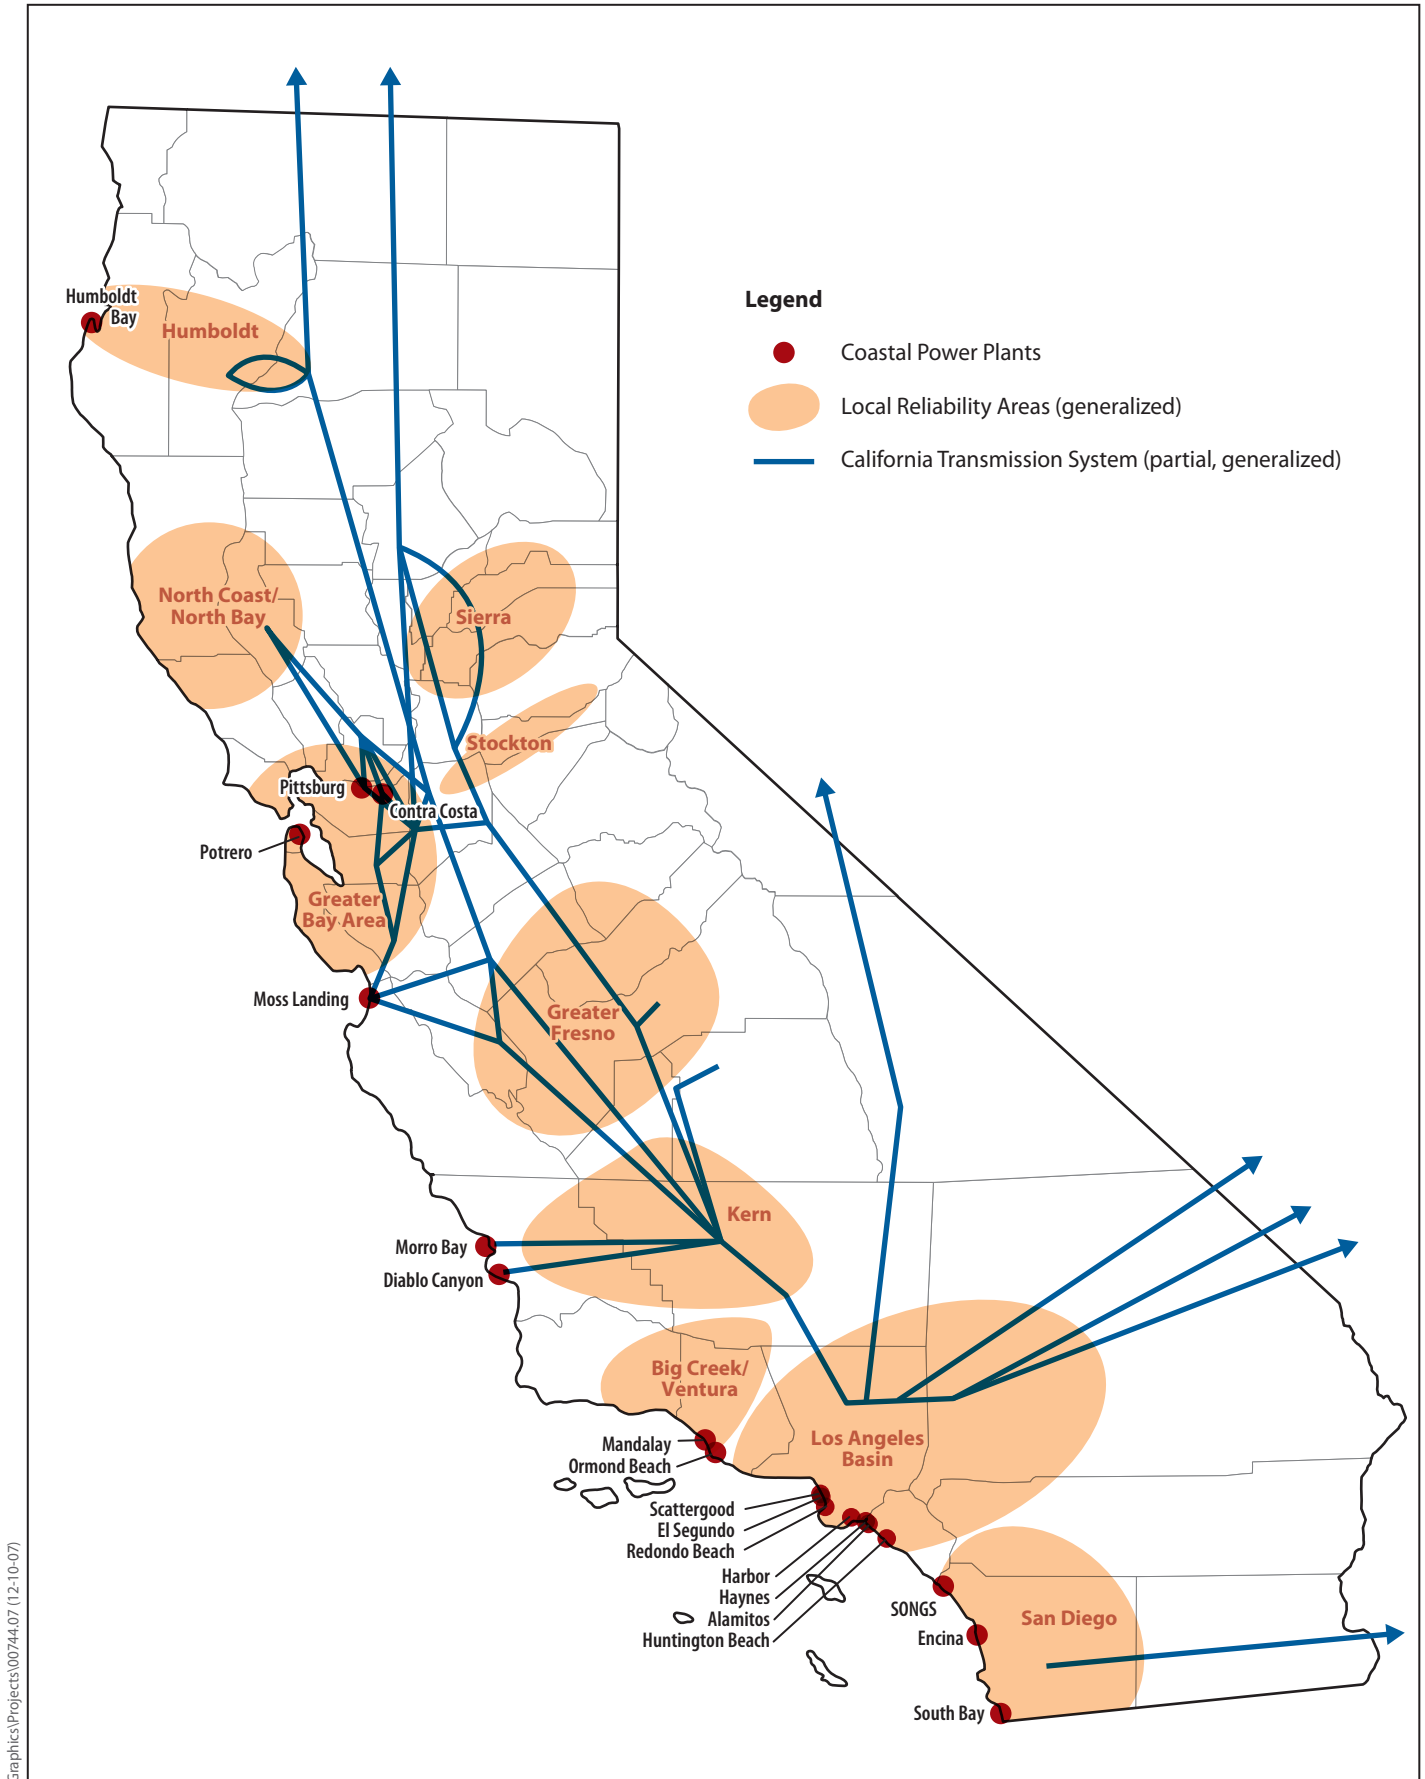 Legend
Coastal Power Plants
Local Reliability Areas (generalized)
California Transmission System (partial, generalized)
Humboldt
Bay
Humboldt
North Coast/
North Bay
Sierra
Stockton
Pittsburg
Contra Costa
Potrero
Greater
Bay Area
Moss Landing
Greater
Fresno
Kern
Morro Bay
Diablo Canyon
Big Creek/
Ventura
Los Angeles
Basin
Mandalay
Ormond Beach
Scattergood
El Segundo
Redondo Beach
Harbor
Haynes
Alamitos
Huntington Beach
SONGS
San Diego
Encina
South Bay
Graphics\Projects\00744.07 (12-10-07)